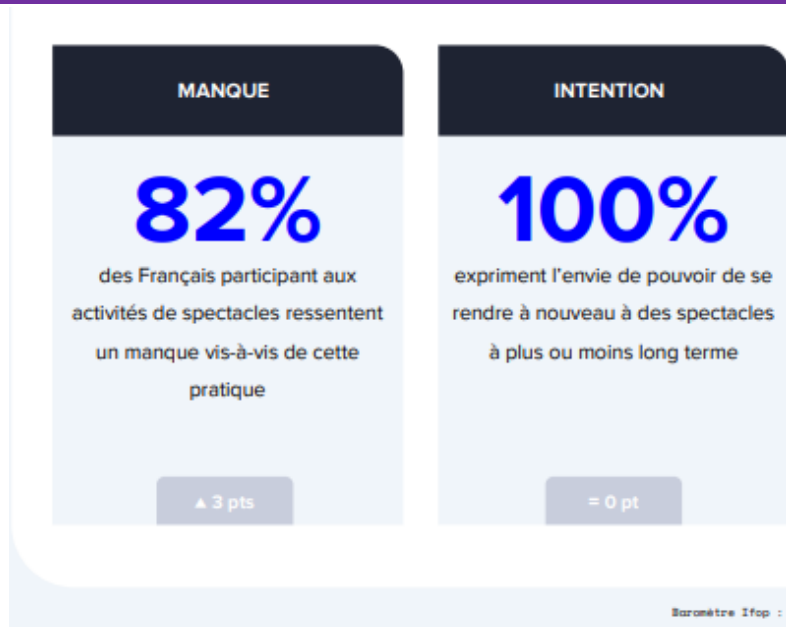 MANQUE
82%
des Français participant aux
activités de spectacles ressentent
un manque vis-à-vis de cette
pratique
▲ 3 pts
INTENTION
100%
expriment l'envie de pouvoir de se
rendre à nouveau à des spectacles
à plus ou moins long terme
= 0 pt
Baromètre Ifop :